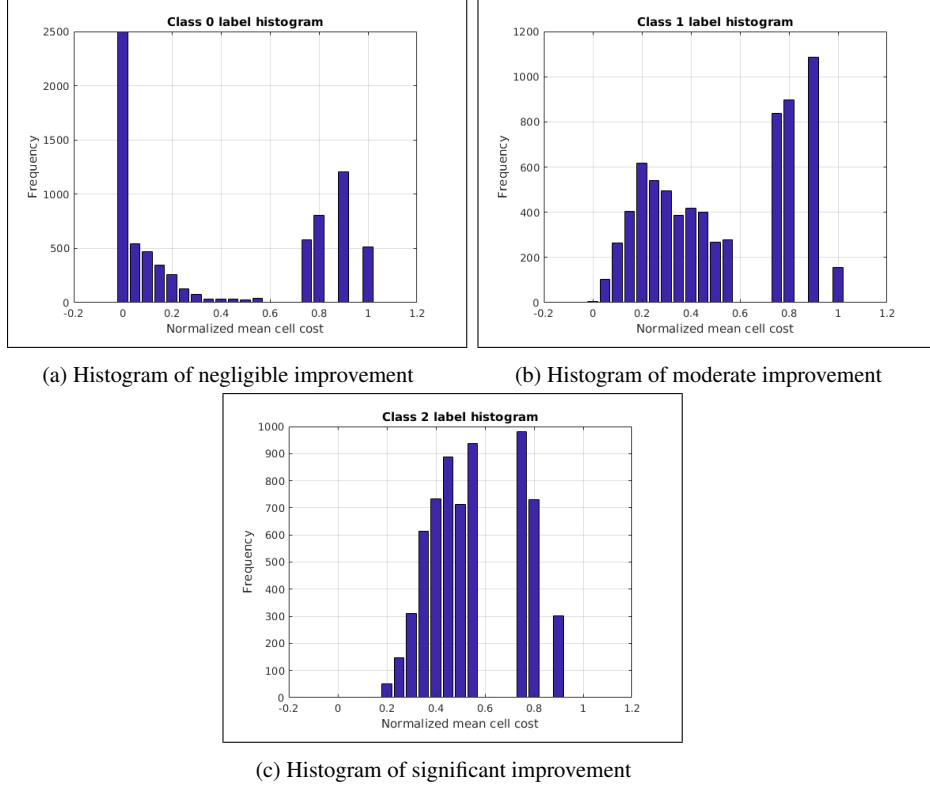 Class 0 label histogram
2500
2000
1500
1000
500
0
-0.2 0 0.2 0.4 0.6 0.8 1 1.2
Frequency
Normalized mean cell cost
(a) Histogram of negligible improvement
Class 1 label histogram
1200
1000
800
600
400
200
0
-0.2 0 0.2 0.4 0.6 0.8 1 1.2
Frequency
Normalized mean cell cost
(b) Histogram of moderate improvement
Class 2 label histogram
1000
900
800
700
600
500
400
300
200
100
0
-0.2 0 0.2 0.4 0.6 0.8 1 1.2
Frequency
Normalized mean cell cost
(c) Histogram of significant improvement